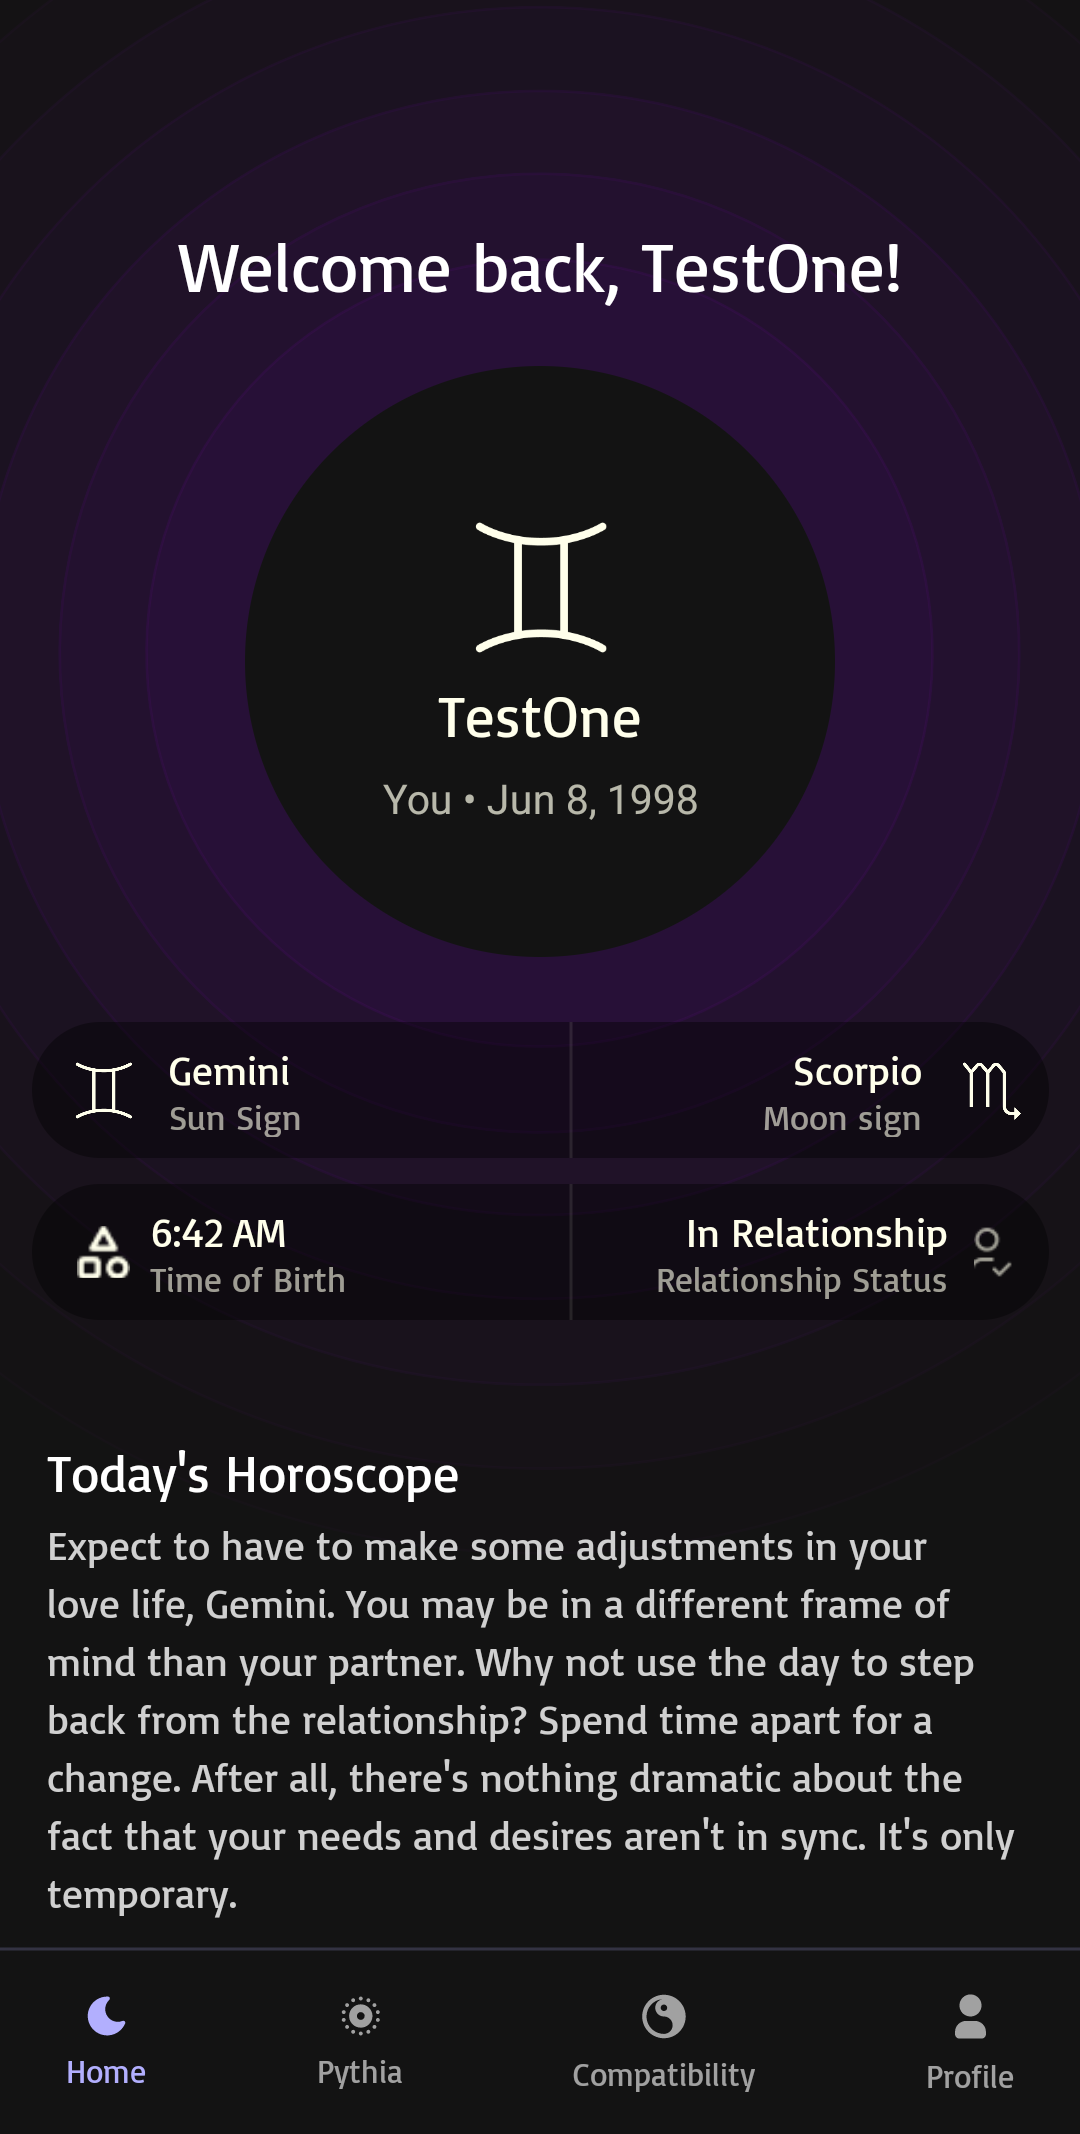 Welcome back, TestOne!
TestOne
You • Jun 8, 1998
Gemini
Sun Sign
Scorpio
Moon sign
6:42 AM
Time of Birth
In Relationship
Relationship Status
Today's Horoscope
Expect to have to make some adjustments in your
love life, Gemini. You may be in a different frame of
mind than your partner. Why not use the day to step
back from the relationship? Spend time apart for a
change. After all, there's nothing dramatic about the
fact that your needs and desires aren't in sync. It's only
temporary.
Home
Pythia
Compatibility
Profile